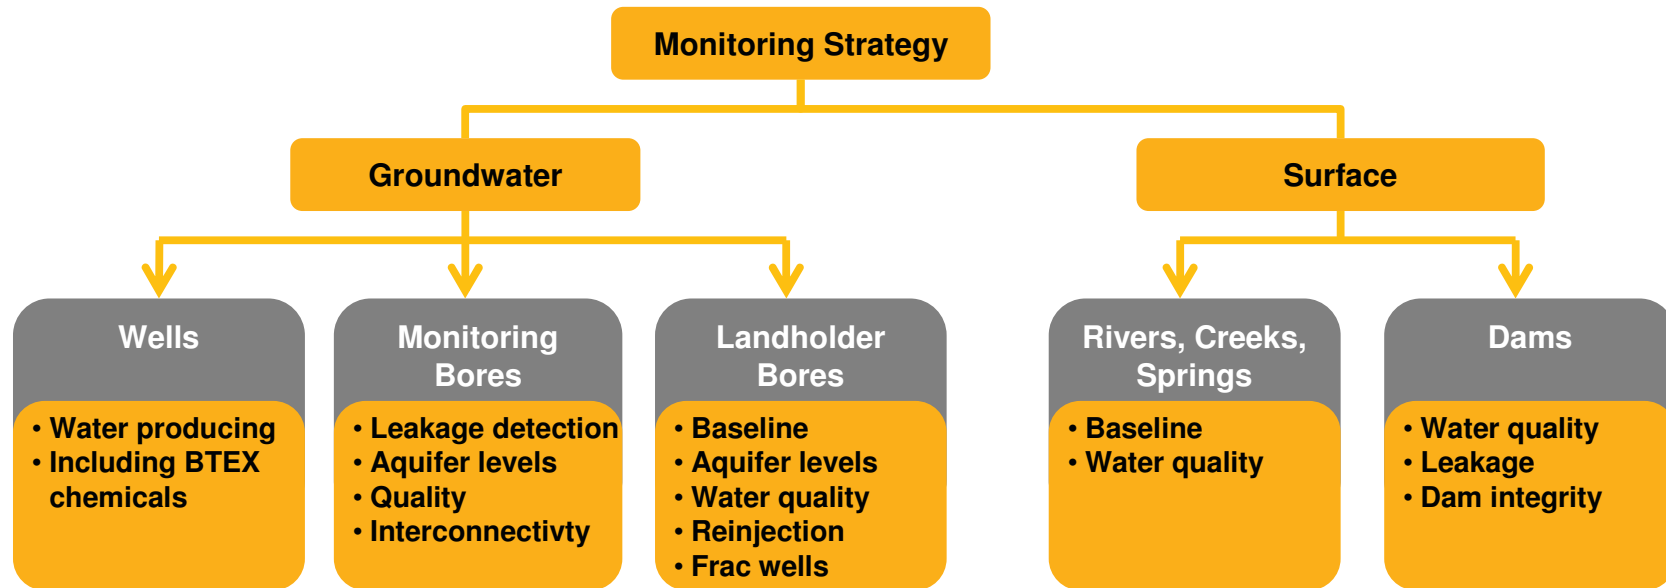 Monitoring Strategy
Groundwater
Surface
Wells
• Water producing
• Including BTEX
chemicals
Monitoring
Bores
• Leakage detection
• Aquifer levels
• Quality
• Interconnectivty
Landholder
Bores
• Baseline
• Aquifer levels
• Water quality
• Reinjection
• Frac wells
Rivers, Creeks,
Springs
• Baseline
• Water quality
Dams
• Water quality
• Leakage
• Dam integrity